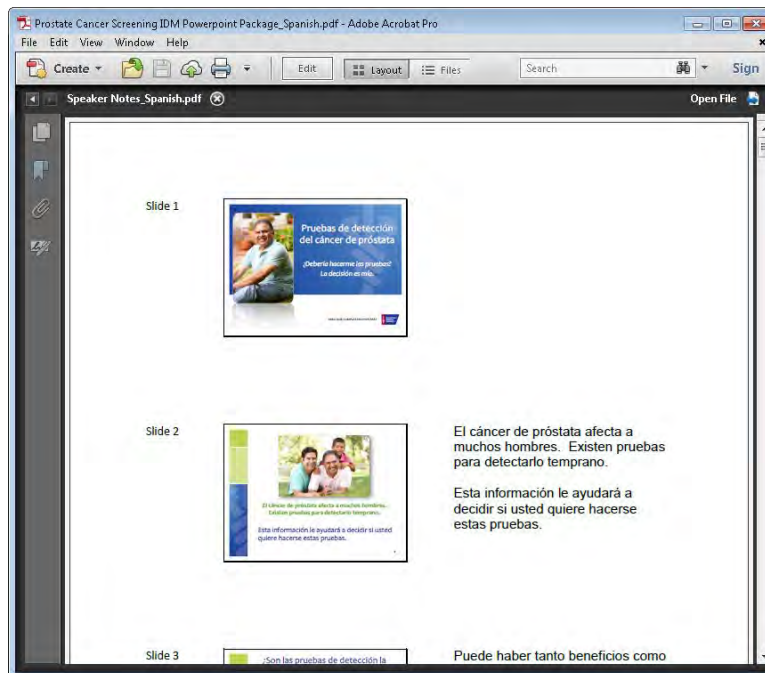 Prostate Cancer Screening IDM Powerpoint Package_Spanish.pdf - Adobe Acrobat Pro
File Edit View Window Help
Create
Edit
Layout
Files
Search
Sign
Speaker Notes_Spanish.pdf
Open File
Slide 1
Pruebas de detección
del cáncer de próstata
¿Debería hacerme las pruebas?
La decisión es mía.
Slide 2
El cáncer de próstata afecta a muchos hombres.
Existen pruebas para detectarlo temprano.
Esta información le ayudará a decidir si usted
quiere hacerse estas pruebas.
El cáncer de próstata afecta a
muchos hombres. Existen pruebas
para detectarlo temprano.
Esta información le ayudará a
decidir si usted quiere hacerse
estas pruebas.
Slide 3
¿Son las pruebas de detección la
Puede haber tanto beneficios como